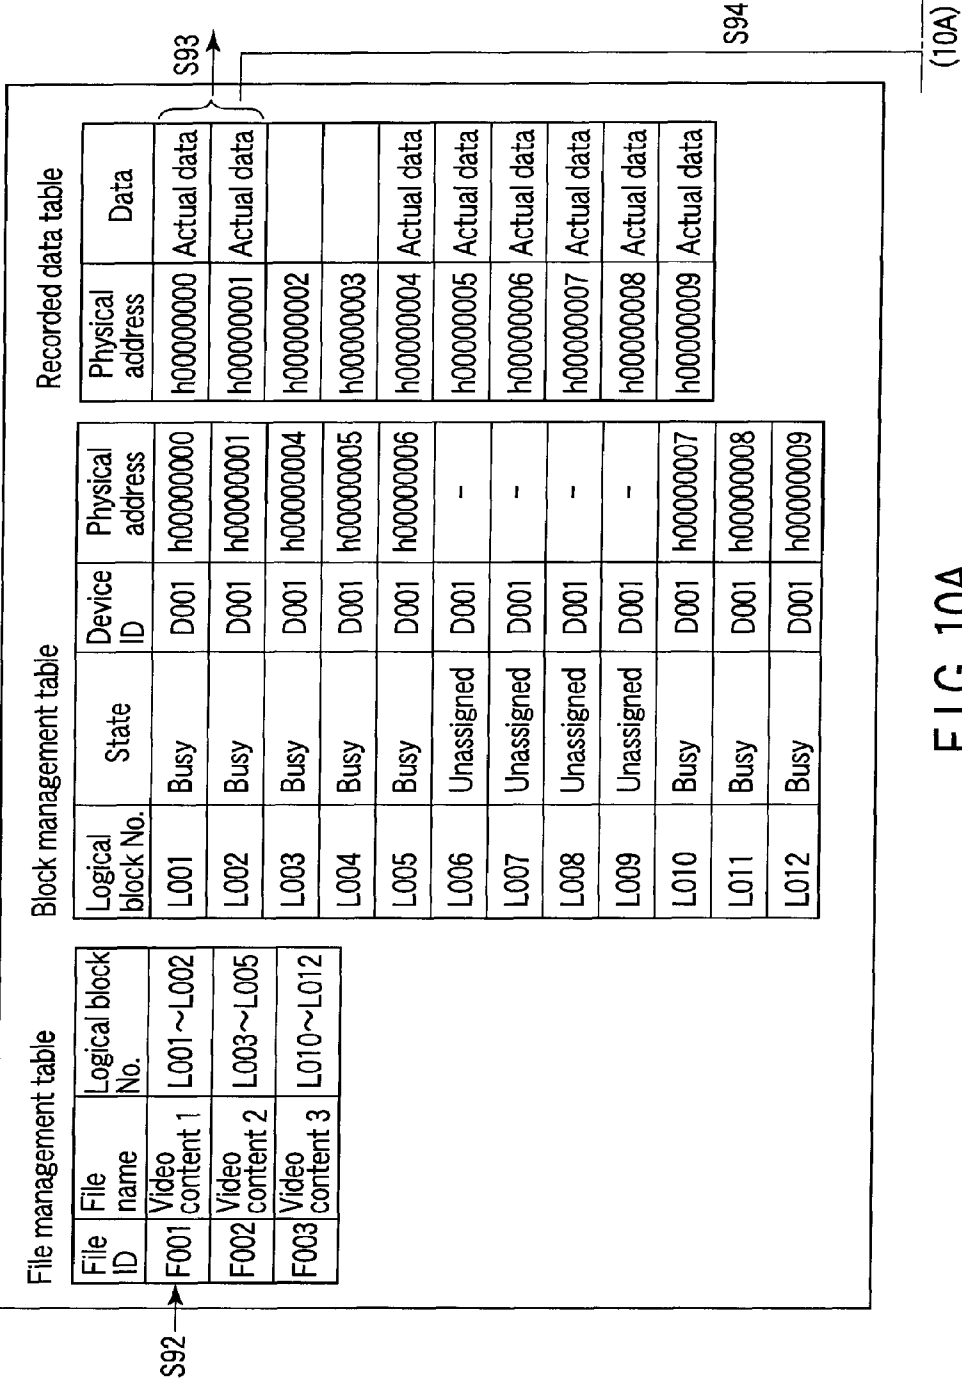 File management table
File ID | File name | Logical block No.
F001 | Video content 1 | L001~L002
F002 | Video content 2 | L003~L005
F003 | Video content 3 | L010~L012
Block management table
Logical block No. | State | Device ID | Physical address
L001 | Busy | D001 | h00000000
L002 | Busy | D001 | h00000001
L003 | Busy | D001 | h00000004
L004 | Busy | D001 | h00000005
L005 | Busy | D001 | h00000006
L006 | Unassigned | D001 | -
L007 | Unassigned | D001 | -
L008 | Unassigned | D001 | -
L009 | Unassigned | D001 | -
L010 | Busy | D001 | h00000007
L011 | Busy | D001 | h00000008
L012 | Busy | D001 | h00000009
Recorded data table
Physical address | Data
h00000000 | Actual data
h00000001 | Actual data
h00000002
h00000003
h00000004 | Actual data
h00000005 | Actual data
h00000006 | Actual data
h00000007 | Actual data
h00000008 | Actual data
h00000009 | Actual data
S92
S93
S94
(10A)
FIG. 10A